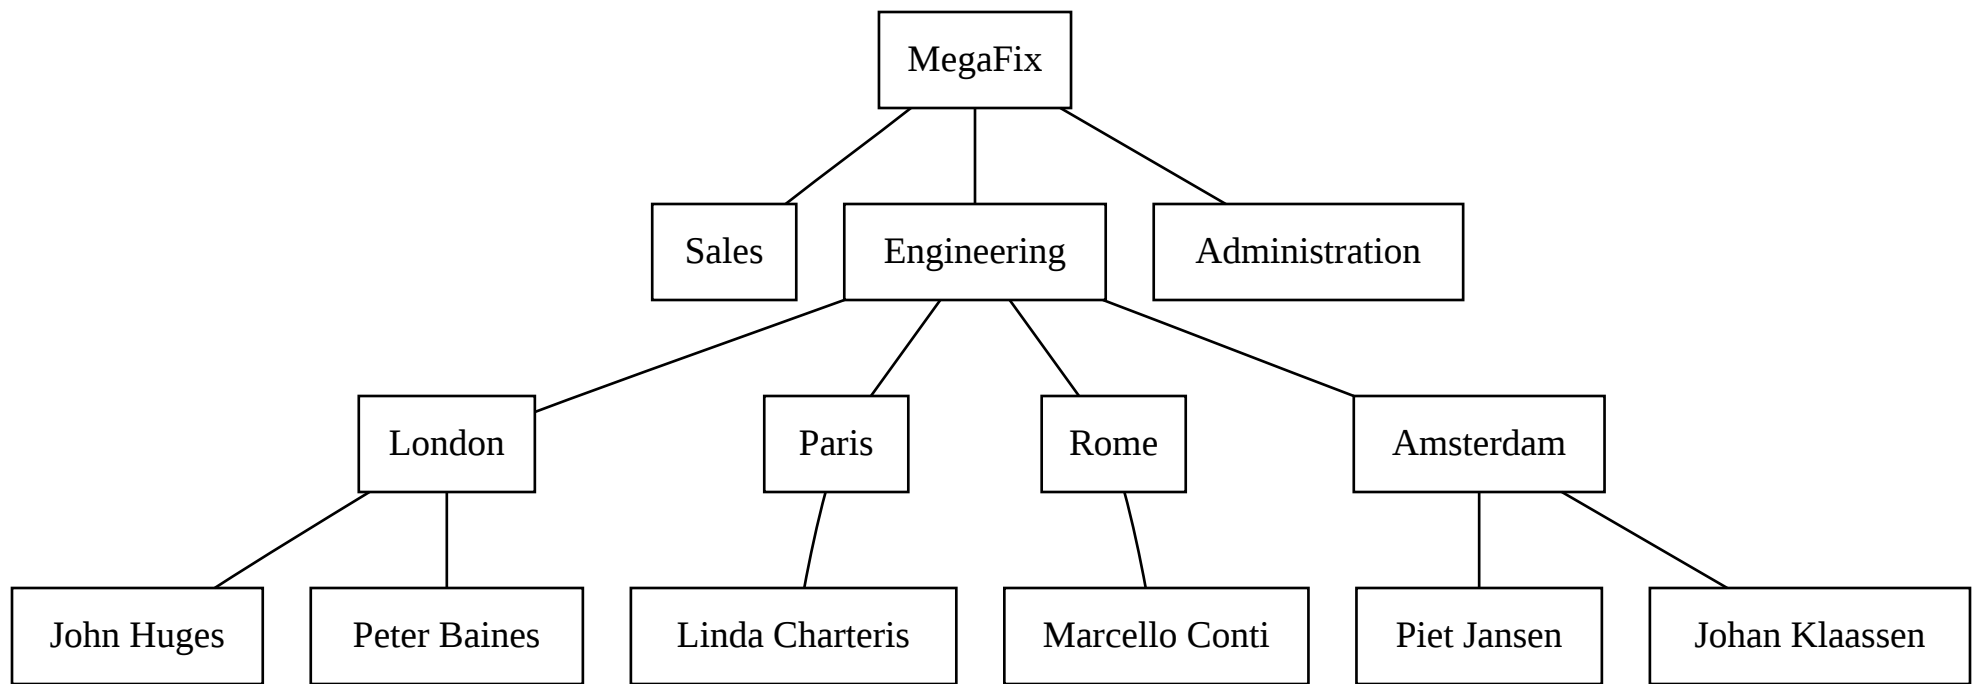 MegaFix
Sales
Engineering
Administration
London
Paris
Rome
Amsterdam
John Huges
Peter Baines
Linda Charteris
Marcello Conti
Piet Jansen
Johan Klaassen